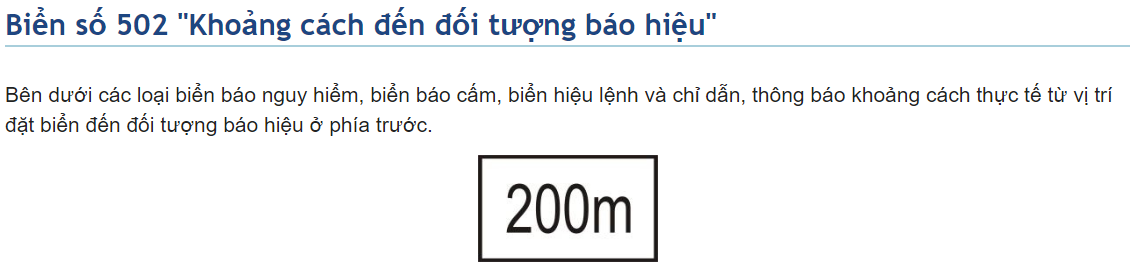 Biển số 502 "Khoảng cách đến đối tượng báo hiệu"
Bên dưới các loại biển báo nguy hiểm, biển báo cấm, biển hiệu lệnh và chỉ dẫn, thông báo khoảng cách thực tế từ vị trí
đặt biển đến đối tượng báo hiệu ở phía trước.
200m